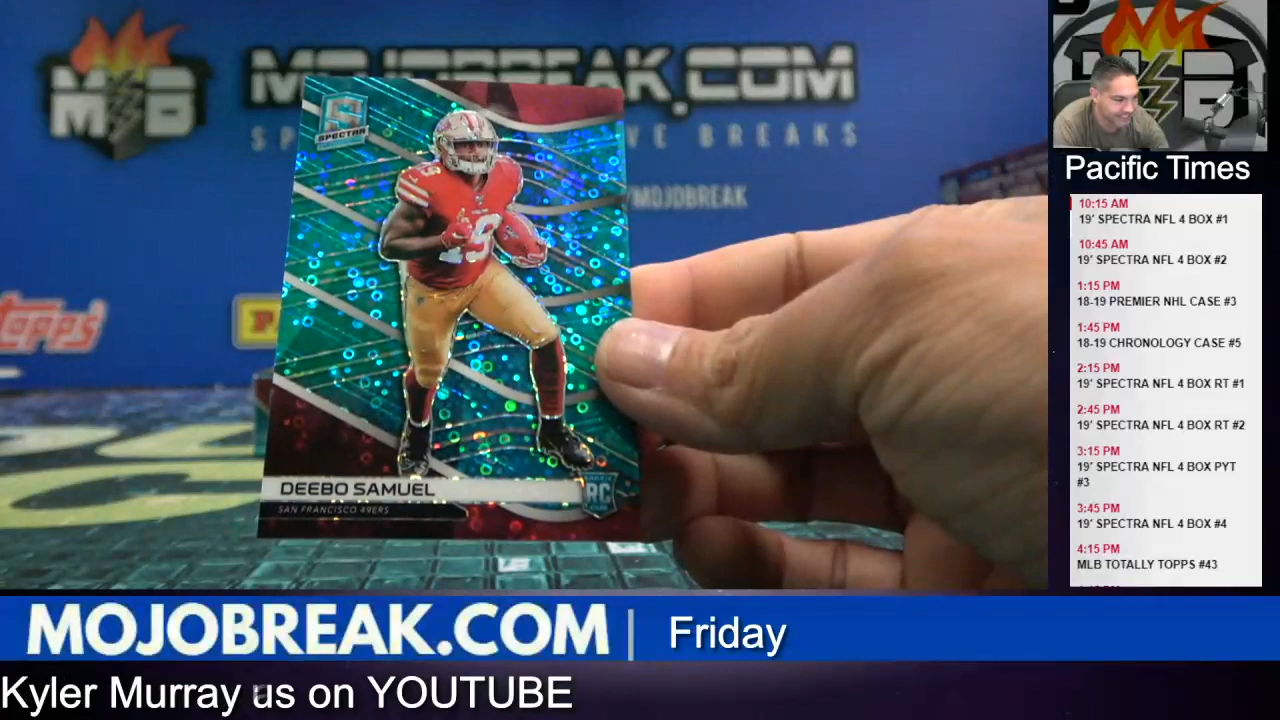 MB
MOJOBREAK.COM
/MOJOBREAK
topps
SPECTRA
19
DEEBO SAMUEL
SAN FRANCISCO 49ERS
RC
Pacific Times
10:15 AM
19' SPECTRA NFL 4 BOX #1
10:45 AM
19' SPECTRA NFL 4 BOX #2
1:15 PM
18-19 PREMIER NHL CASE #3
1:45 PM
18-19 CHRONOLOGY CASE #5
2:15 PM
19' SPECTRA NFL 4 BOX RT #1
2:45 PM
19' SPECTRA NFL 4 BOX RT #2
3:15 PM
19' SPECTRA NFL 4 BOX PYT
#3
3:45 PM
19' SPECTRA NFL 4 BOX #4
4:15 PM
MLB TOTALLY TOPPS #43
MOJOBREAK.COM | Friday
Kyler Murray us on YOUTUBE